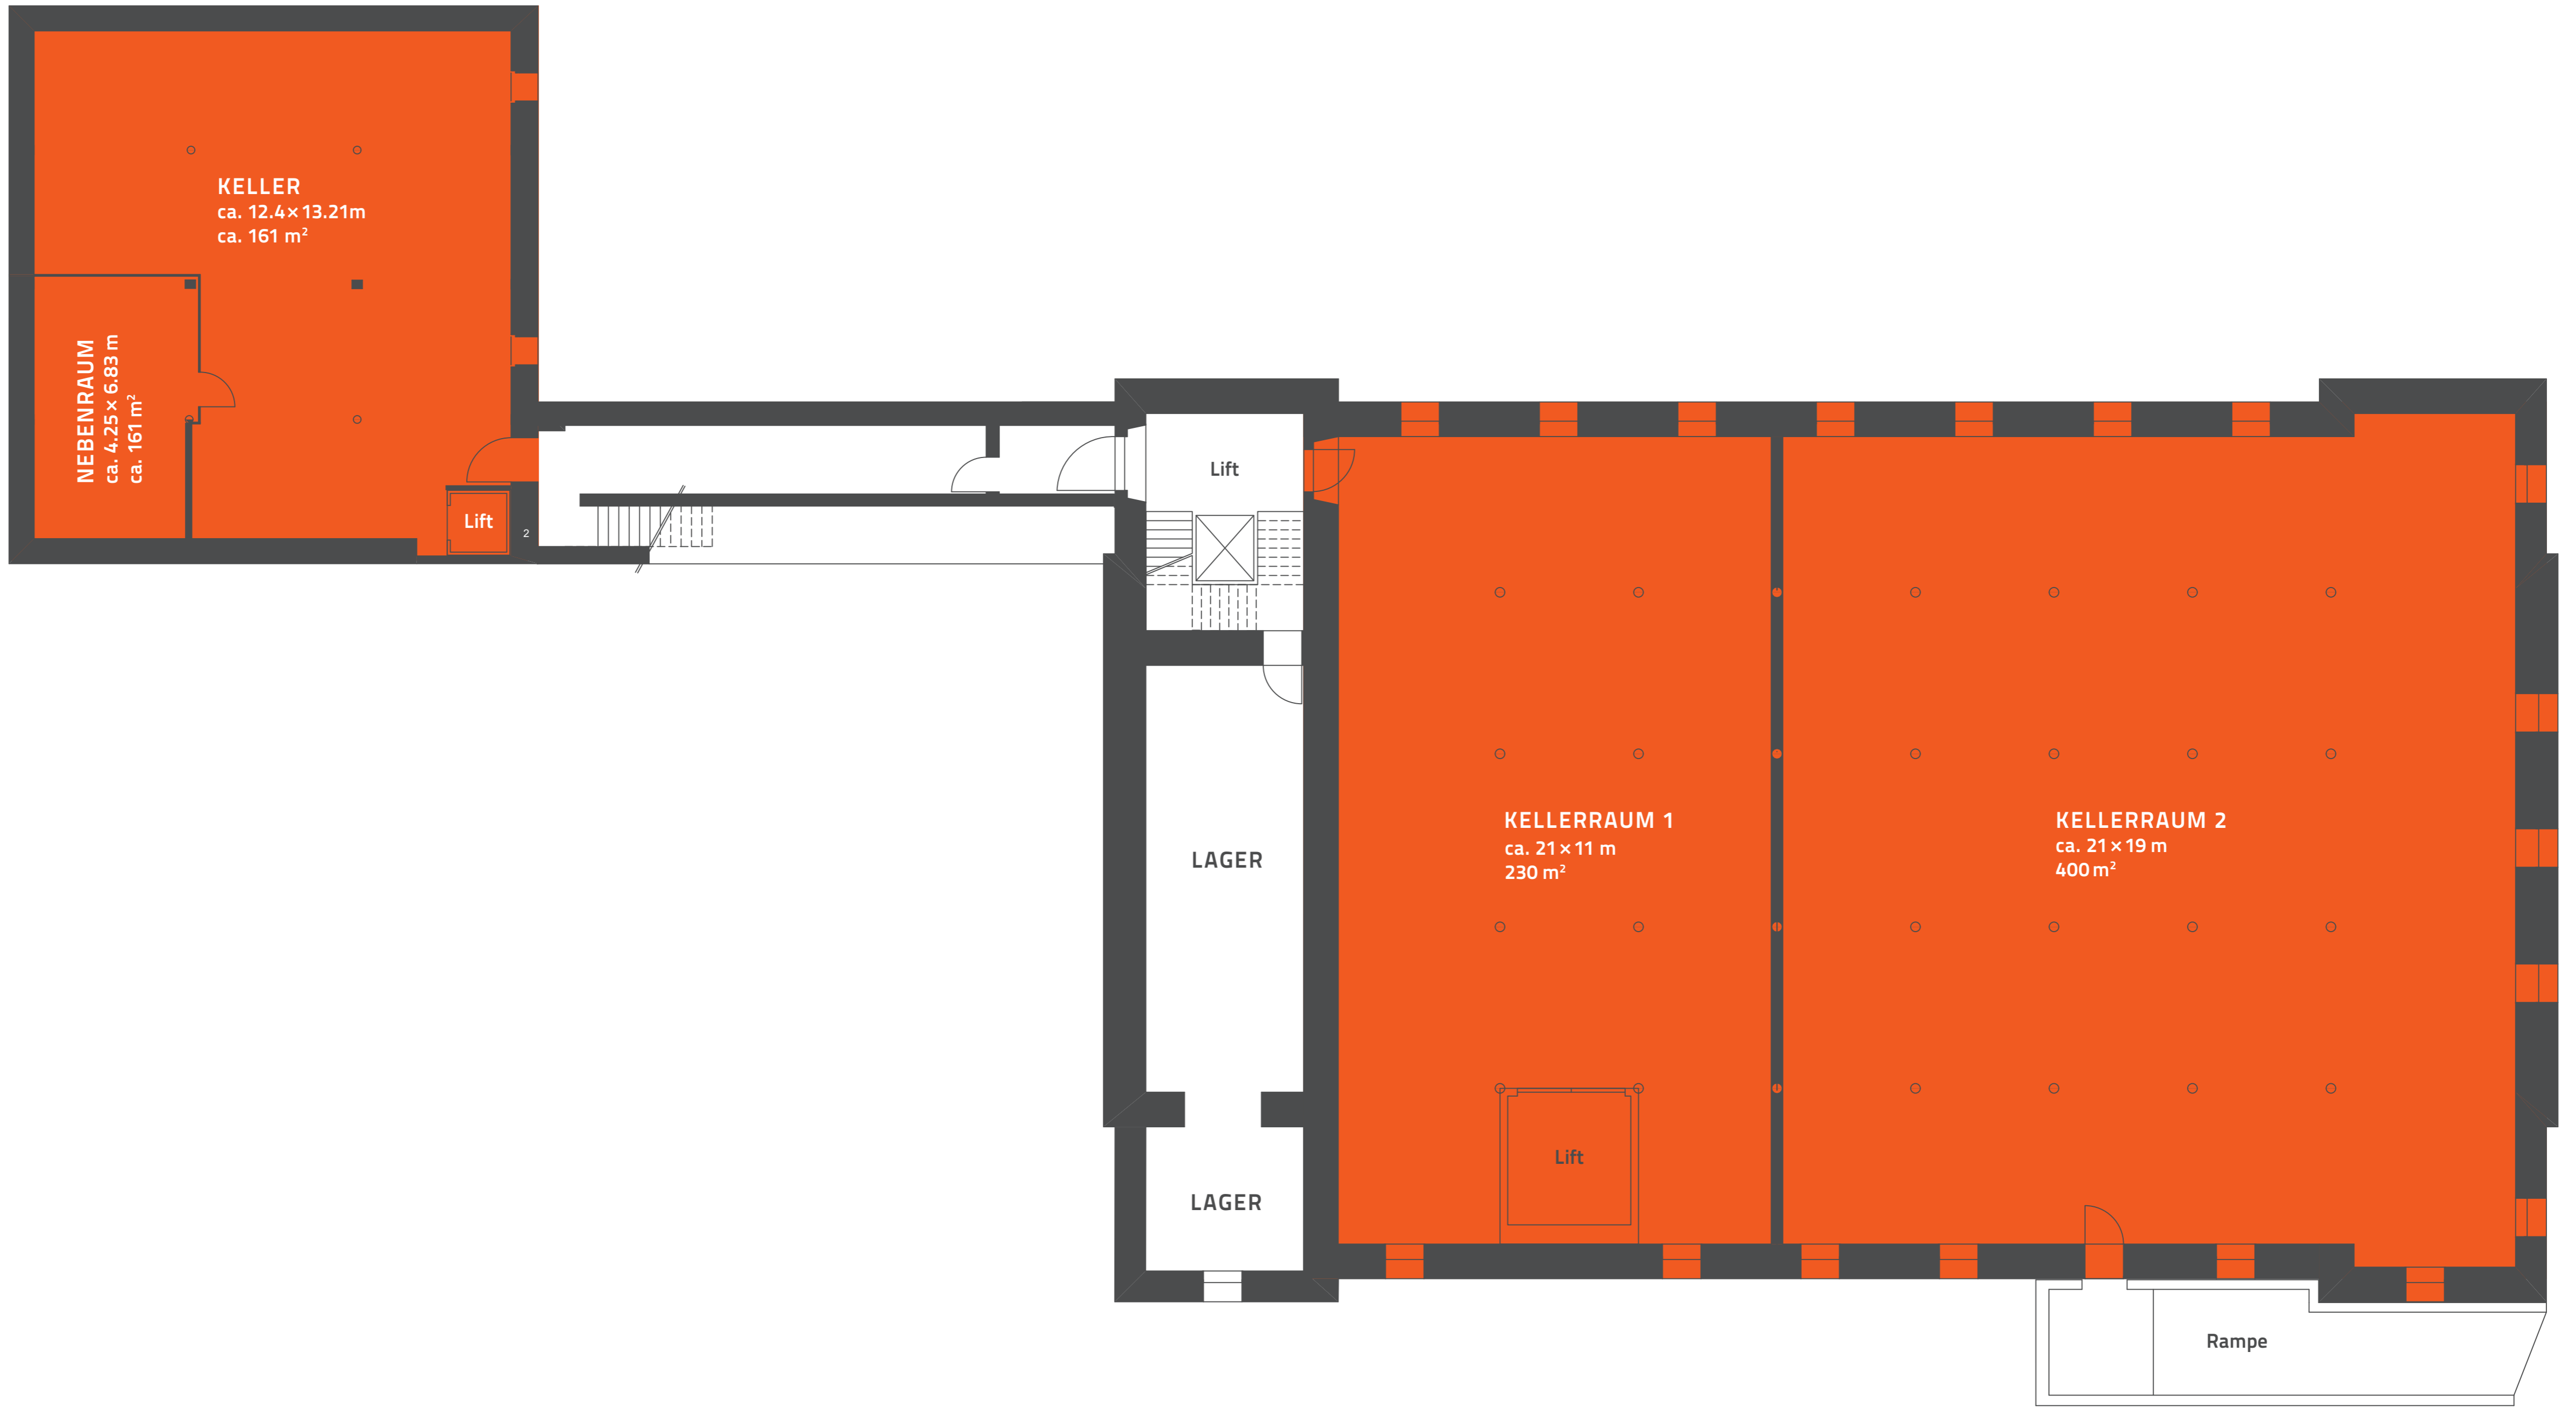 KELLER
ca. 12.4×13.21m
ca. 161 m²
NEBENRAUM
ca. 4.25× 6.83 m
ca. 161 m²
Lift
2
Lift
LAGER
LAGER
KELLERRAUM 1
ca. 21×11 m
230 m²
Lift
KELLERRAUM 2
ca. 21×19 m
400 m²
Rampe